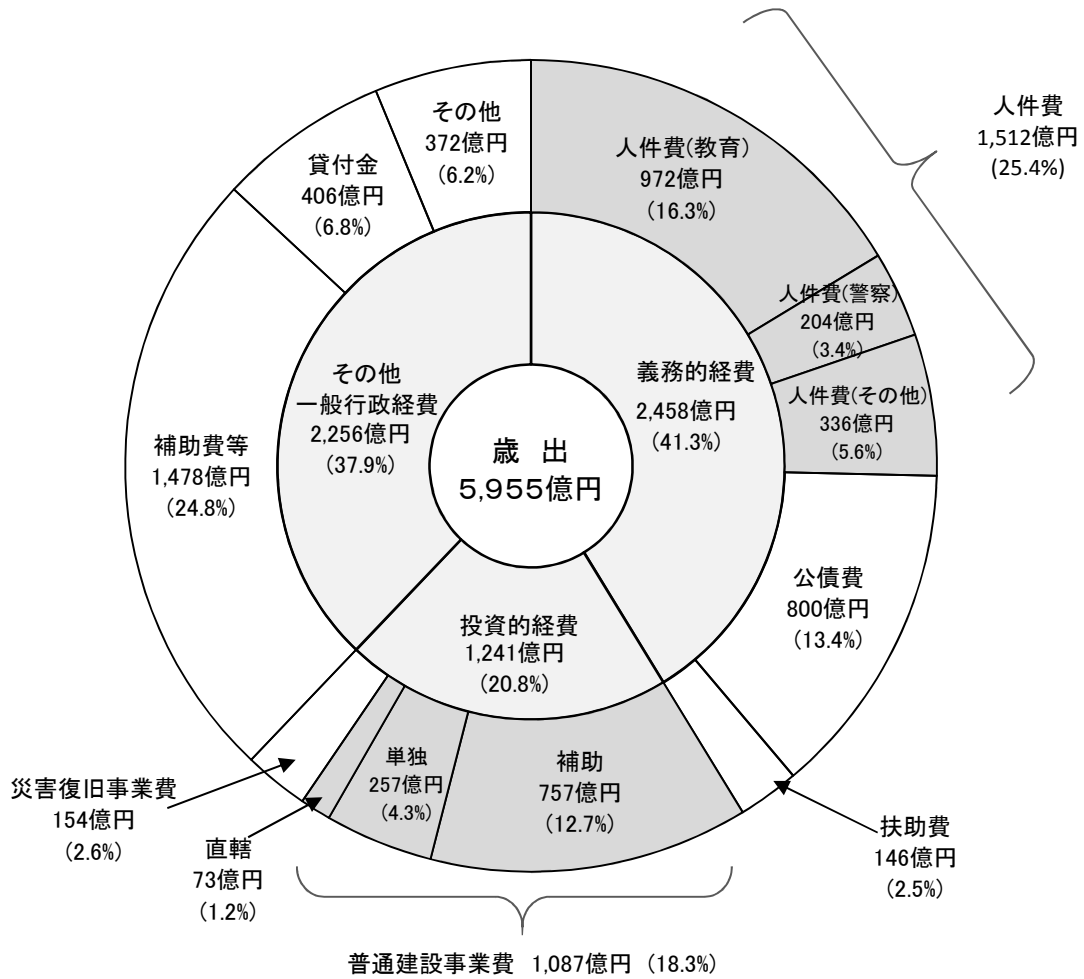 歳 出
5,955億円
義務的経費
2,458億円
(41.3%)
投資的経費
1,241億円
(20.8%)
その他
一般行政経費
2,256億円
(37.9%)
人件費(教育)
972億円
(16.3%)
人件費(警察)
204億円
(3.4%)
人件費(その他)
336億円
(5.6%)
人件費
1,512億円
(25.4%)
公債費
800億円
(13.4%)
扶助費
146億円
(2.5%)
補助
757億円
(12.7%)
単独
257億円
(4.3%)
直轄
73億円
(1.2%)
普通建設事業費 1,087億円 (18.3%)
災害復旧事業費
154億円
(2.6%)
補助費等
1,478億円
(24.8%)
貸付金
406億円
(6.8%)
その他
372億円
(6.2%)